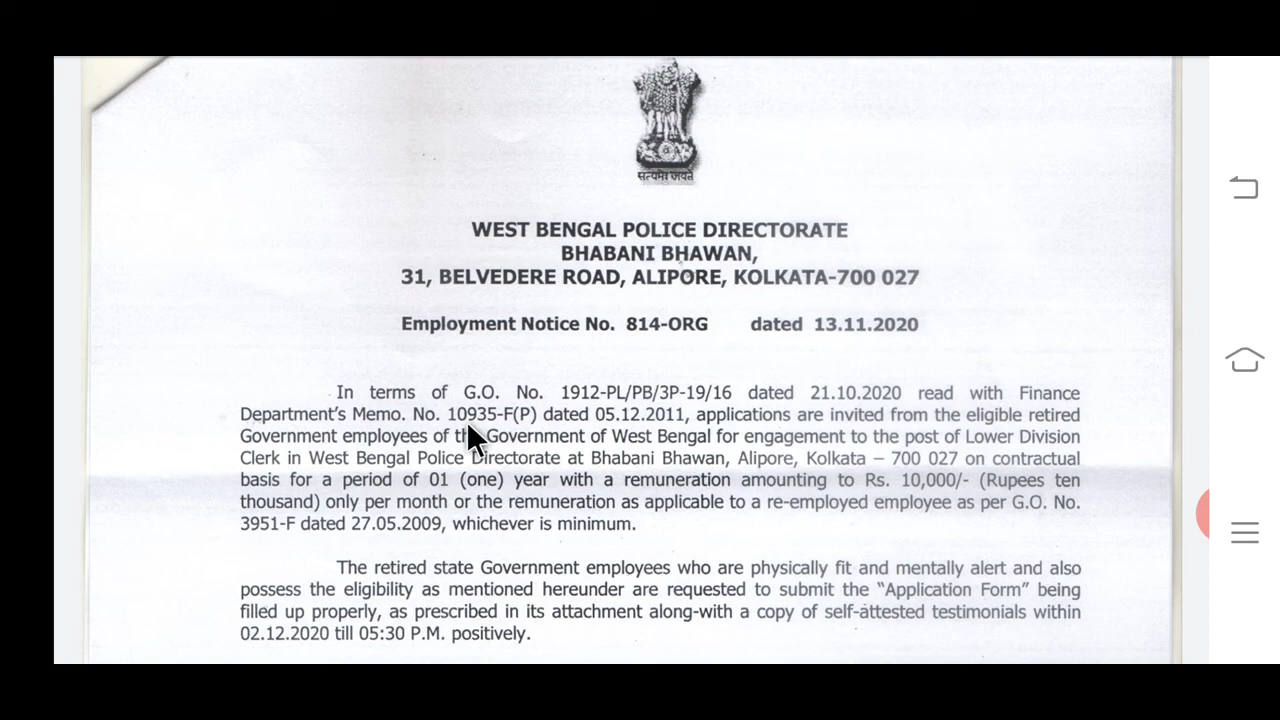 सत्यमेव जयते
WEST BENGAL POLICE DIRECTORATE
BHABANI BHAWAN,
31, BELVEDERE ROAD, ALIPORE, KOLKATA-700 027
Employment Notice No. 814-ORG dated 13.11.2020
In terms of G.O. No. 1912-PL/PB/3P-19/16 dated 21.10.2020 read with Finance
Department's Memo. No. 10935-F(P) dated 05.12.2011, applications are invited from the eligible retired
Government employees of the Government of West Bengal for engagement to the post of Lower Division
Clerk in West Bengal Police Directorate at Bhabani Bhawan, Alipore, Kolkata – 700 027 on contractual
basis for a period of 01 (one) year with a remuneration amounting to Rs. 10,000/- (Rupees ten
thousand) only per month or the remuneration as applicable to a re-employed employee as per G.O. No.
3951-F dated 27.05.2009, whichever is minimum.
The retired state Government employees who are physically fit and mentally alert and also
possess the eligibility as mentioned hereunder are requested to submit the “Application Form” being
filled up properly, as prescribed in its attachment along-with a copy of self-attested testimonials within
02.12.2020 till 05:30 P.M. positively.